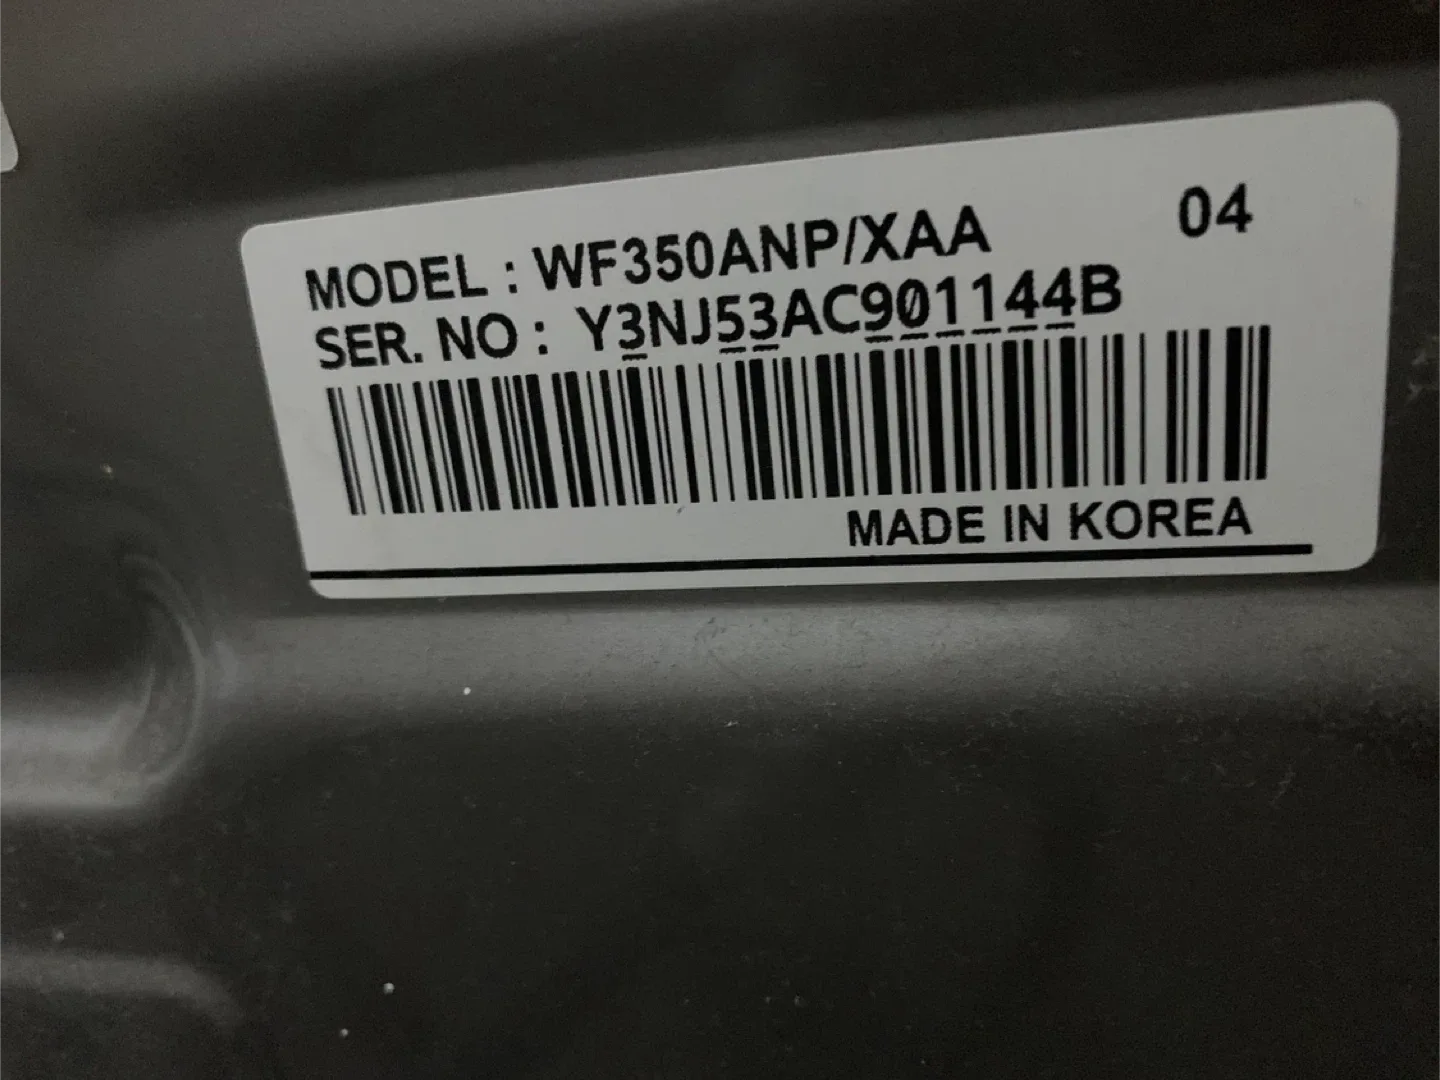 04
MODEL : WF350ANP/XAA
SER. NO : Y3NJ53AC901144B
MADE IN KOREA